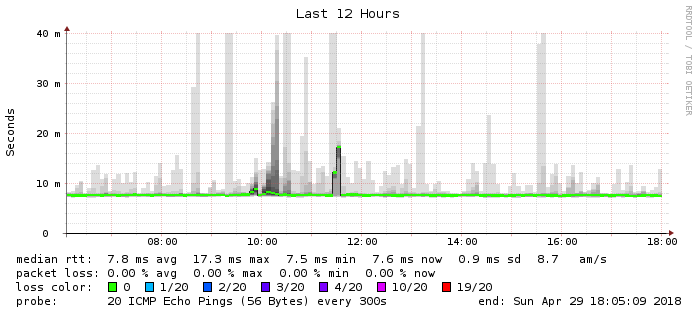 Last 12 Hours
RRDTOOL / TOBI OETIKER
Seconds
40 m
30 m
20 m
10 m
0
08:00 10:00 12:00 14:00 16:00 18:00
median rtt: 7.8 ms avg 17.3 ms max 7.5 ms min 7.6 ms now 0.9 ms sd 8.7 am/s
packet loss: 0.00 % avg 0.00 % max 0.00 % min 0.00 % now
loss color: 0 1/20 2/20 3/20 4/20 10/20 19/20
probe: 20 ICMP Echo Pings (56 Bytes) every 300s end: Sun Apr 29 18:05:09 2018